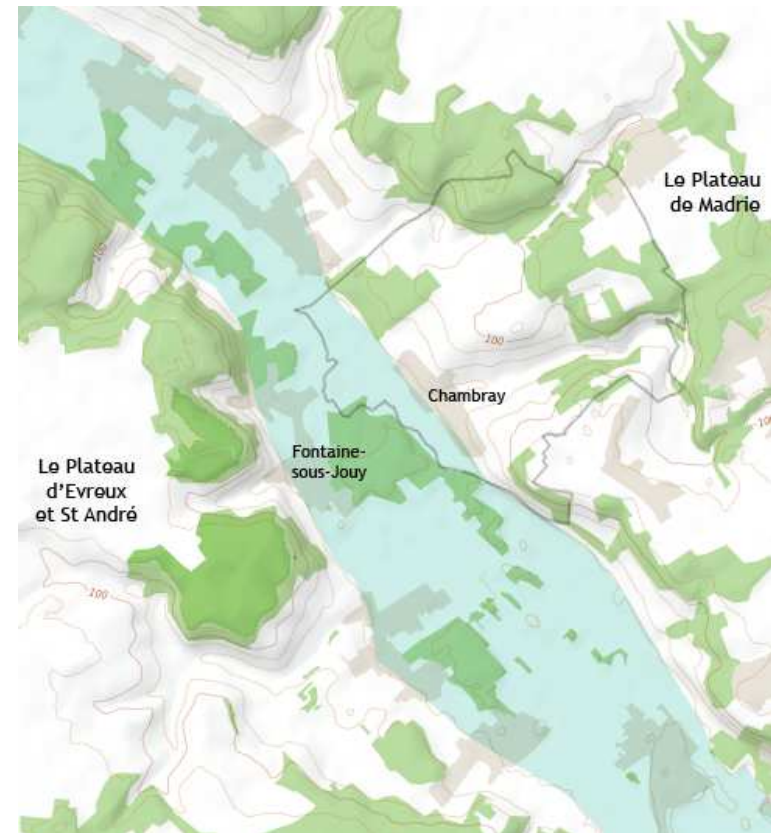 Le Plateau
de Madrie
100
100
Chambray
Fontaine-
sous-Jouy
Le Plateau
d'Evreux
et St André
100